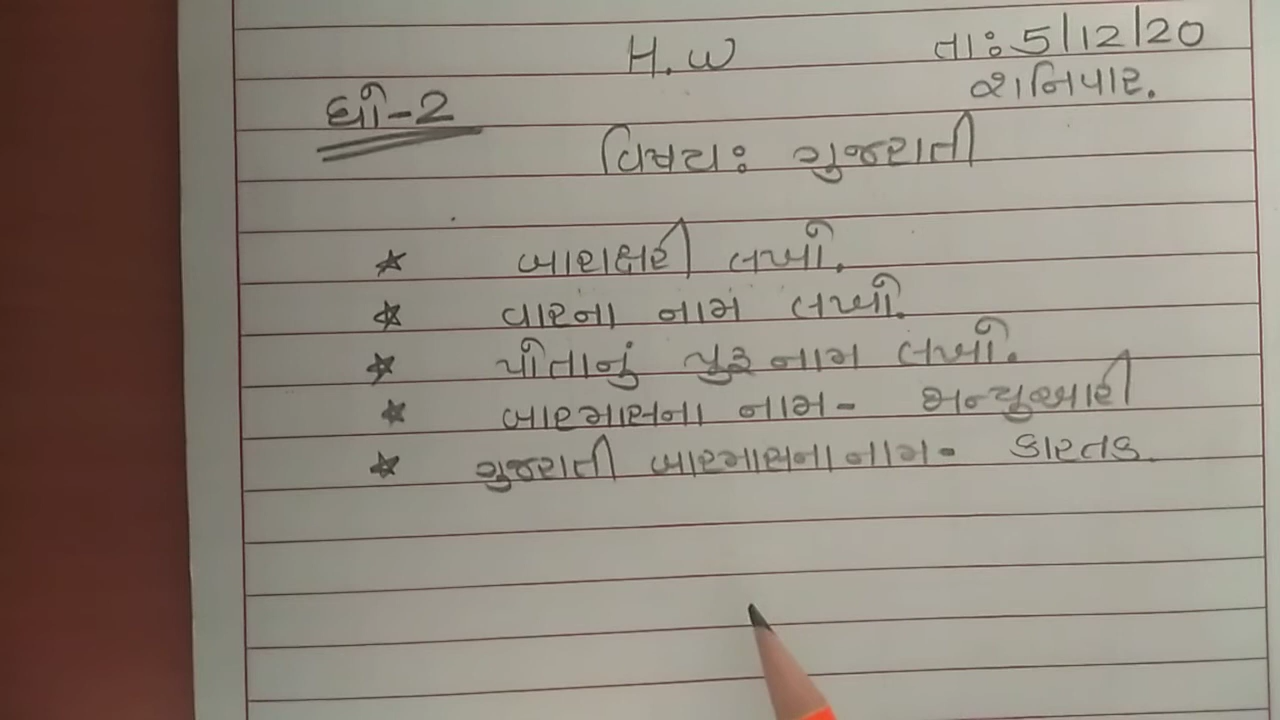 H.W તા: 5/12/20
શનિવાર.
ધો-2
વિષય: ગુજરાતી
★ બારાક્ષરી લખો.
★ વારના નામ લખો.
★ પોતાનું પુરૂ નામ લખો.
★ બારમાસના નામ - જાન્યુઆરી
★ ગુજરાતી બારમાસના નામ - કારતક.